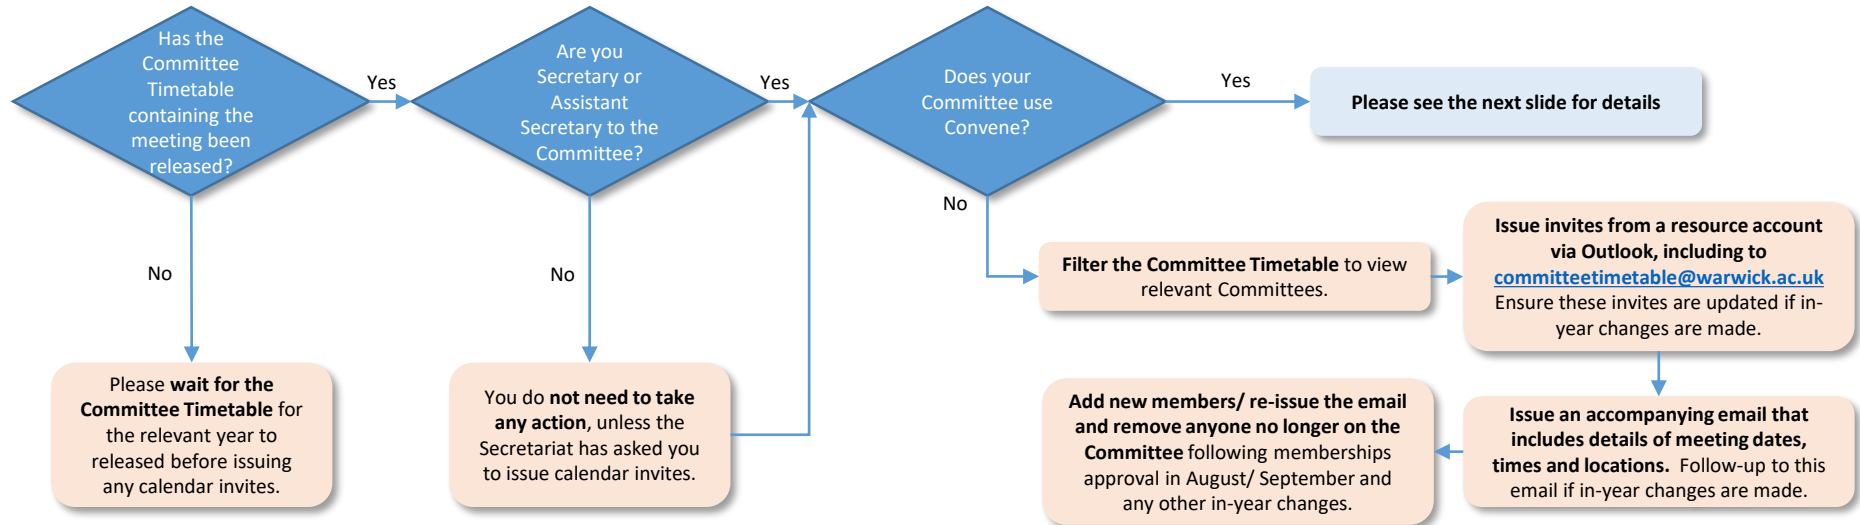 Has the
Committee
Timetable
containing the
meeting been
released?
Yes
No
Please wait for the
Committee Timetable for
the relevant year to
released before issuing
any calendar invites.
Are you
Secretary or
Assistant
Secretary to the
Committee?
Yes
No
You do not need to take
any action, unless the
Secretariat has asked you
to issue calendar invites.
Does your
Committee use
Convene?
Yes
Please see the next slide for details
No
Filter the Committee Timetable to view
relevant Committees.
Issue invites from a resource account
via Outlook, including to
committeetimetable@warwick.ac.uk
Ensure these invites are updated if in-
year changes are made.
Issue an accompanying email that
includes details of meeting dates,
times and locations. Follow-up to this
email if in-year changes are made.
Add new members/ re-issue the email
and remove anyone no longer on the
Committee following memberships
approval in August/ September and
any other in-year changes.